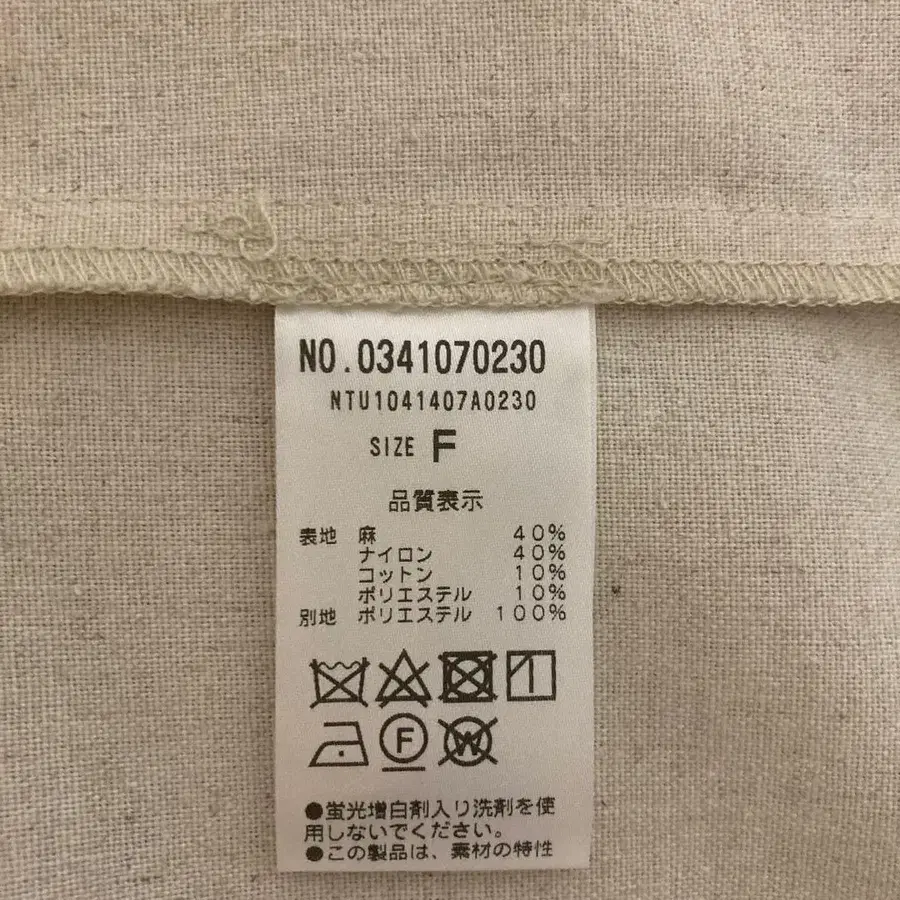 NO.0341070230
NTU1041407A0230
SIZE F
品質表示
表地 麻 40%
ナイロン 40%
コットン 10%
ポリエステル 10%
別地 ポリエステル 100%
F
W
●蛍光増白剤入り洗剤を使
用しないでください。
●この製品は、素材の特性